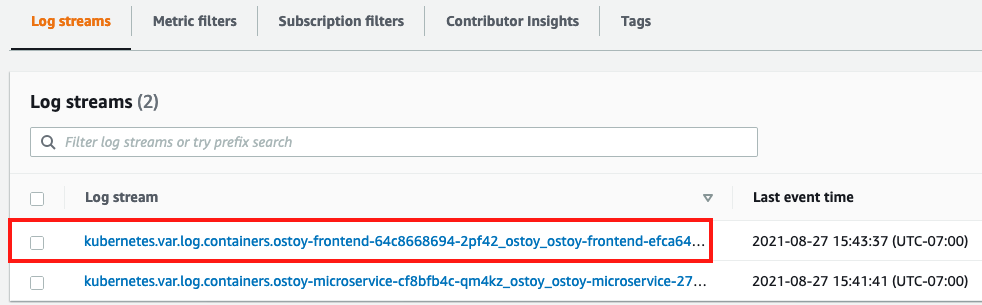 Log streams Metric filters Subscription filters Contributor Insights Tags
Log streams (2)
Filter log streams or try prefix search
Log stream Last event time
kubernetes.var.log.containers.ostoy-frontend-64c8668694-2pf42_ostoy_ostoy-frontend-efca64... 2021-08-27 15:43:37 (UTC-07:00)
kubernetes.var.log.containers.ostoy-microservice-cf8bfb4c-qm4kz_ostoy_ostoy-microservice-27... 2021-08-27 15:41:41 (UTC-07:00)